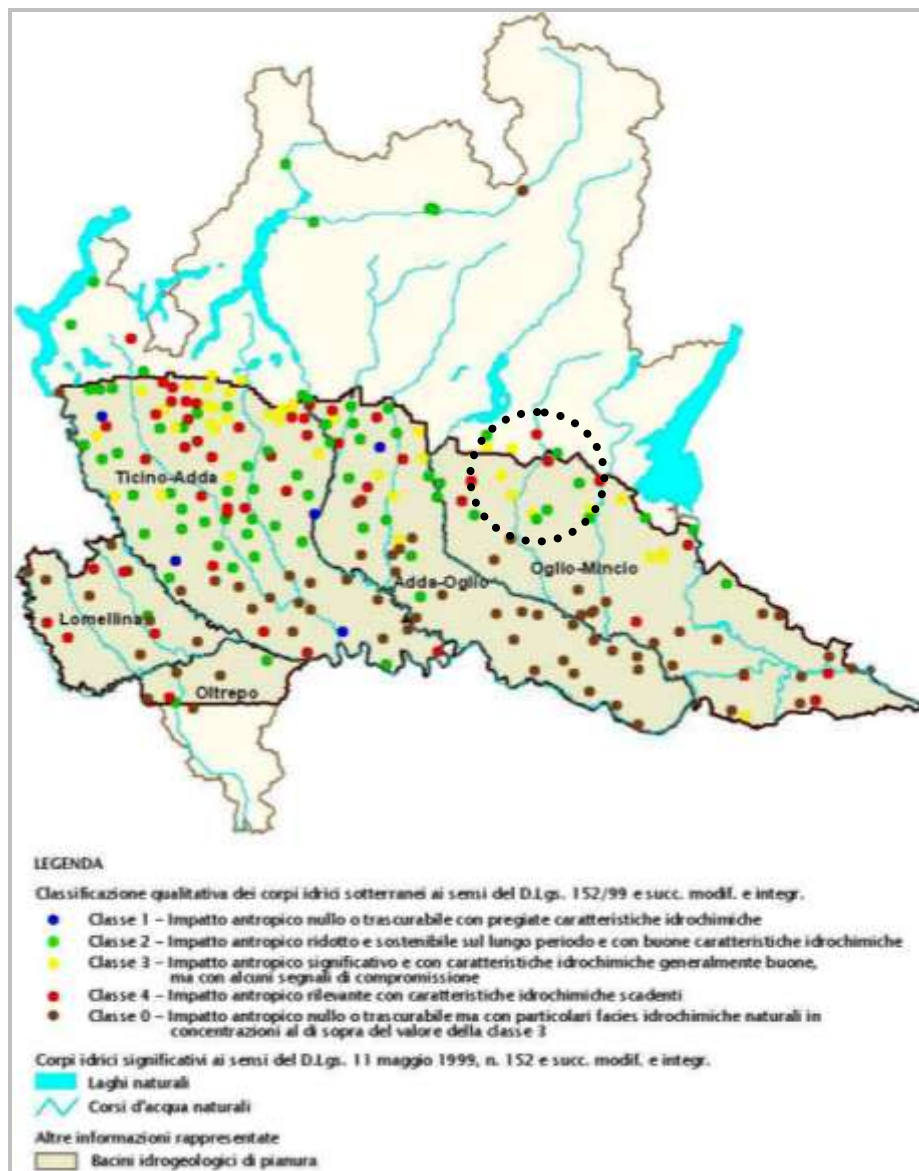 Ticino-Adda
Adda-Oglio
Oglio-Mincio
Lomellina
Oltrepo
LEGENDA
Classificazione qualitativa dei corpi idrici sotterranei ai sensi del D.Lgs. 152/99 e succ. modif. e integr.
Classe 1 – Impatto antropico nullo o trascurabile con pregiate caratteristiche idrochimiche
Classe 2 – Impatto antropico ridotto e sostenibile sul lungo periodo e con buone caratteristiche idrochimiche
Classe 3 – Impatto antropico significativo e con caratteristiche idrochimiche generalmente buone,
ma con alcuni segnali di compromissione
Classe 4 – Impatto antropico rilevante con caratteristiche idrochimiche scadenti
Classe 0 – Impatto antropico nullo o trascurabile ma con particolari facies idrochimiche naturali in
concentrazioni al di sopra del valore della classe 3
Corpi idrici significativi ai sensi del D.Lgs. 11 maggio 1999, n. 152 e succ. modif. e integr.
Laghi naturali
Corsi d'acqua naturali
Altre informazioni rappresentate
Bacini idrogeologici di pianura